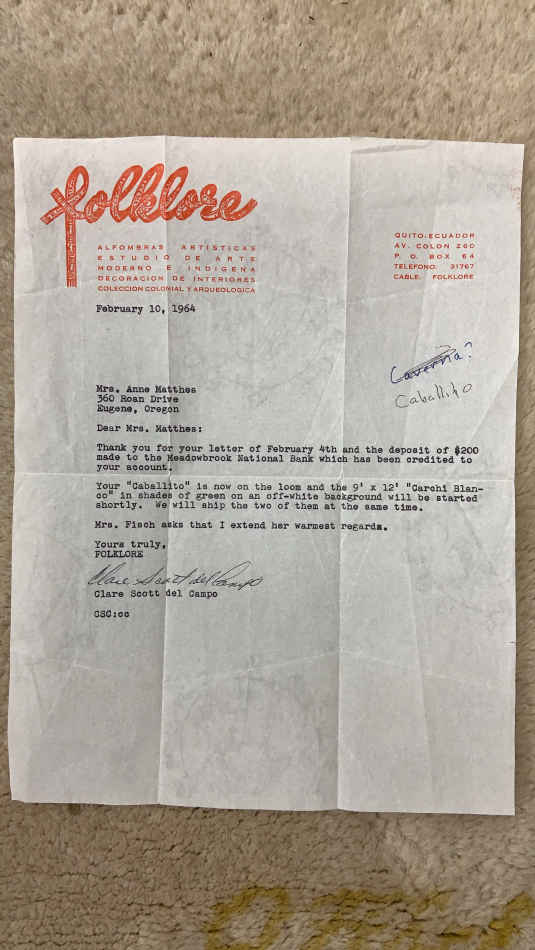 folklore
ALFOMBRAS ARTISTICAS
ESTUDIO DE ARTE
MODERNO E INDIGENA
DECORACION DE INTERIORES
COLECCION COLONIAL Y ARQUEOLOGICA
QUITO-ECUADOR
AV. COLON 260
P. O. BOX 64
TELEFONO. 31767
CABLE. FOLKLORE
February 10, 1964
Caverna?
Caballito
Mrs. Anne Matthes
360 Roan Drive
Eugene, Oregon
Dear Mrs. Matthes:
Thank you for your letter of February 4th and the deposit of $200
made to the Meadowbrook National Bank which has been credited to
your account.
Your "Caballito" is now on the loom and the 9' x 12' "Carchi Blan-
co" in shades of green on an off-white background will be started
shortly. We will ship the two of them at the same time.
Mrs. Fisch asks that I extend her warmest regards.
Yours truly,
FOLKLORE
Clare Scott del Campo
Clare Scott del Campo
CSC:cc